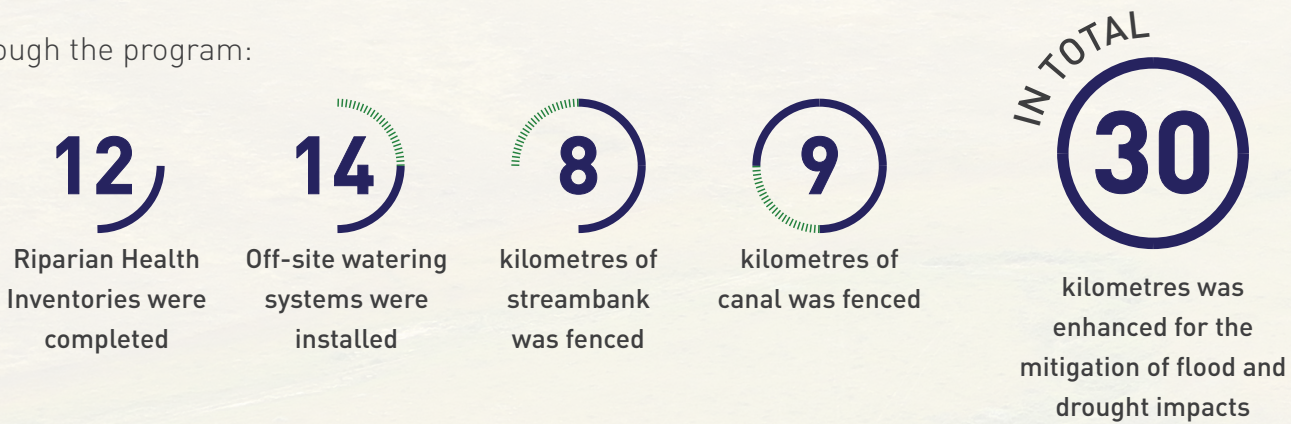 the program:
IN TOTAL
12
Riparian Health
Inventories were
completed
14
Off-site watering
systems were
installed
8
kilometres of
streambank
was fenced
9
kilometres of
canal was fenced
30
kilometres was
enhanced for the
mitigation of flood and
drought impacts